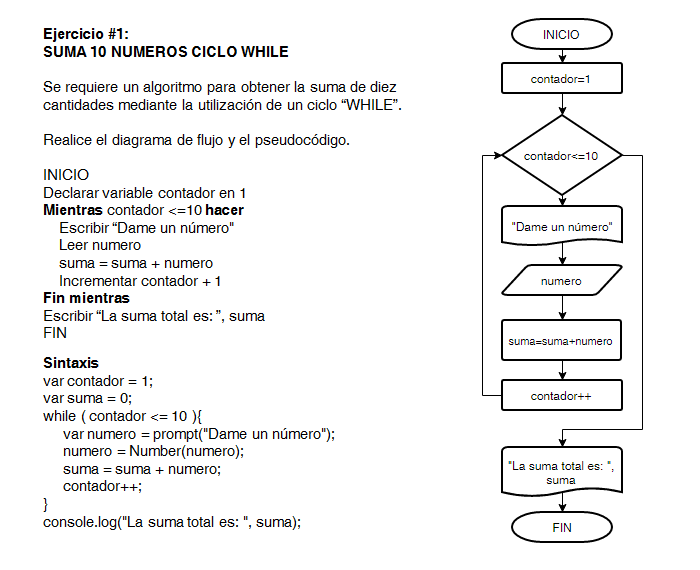 Ejercicio #1:
SUMA 10 NUMEROS CICLO WHILE
Se requiere un algoritmo para obtener la suma de diez
cantidades mediante la utilización de un ciclo “WHILE”.
Realice el diagrama de flujo y el pseudocódigo.
INICIO
Declarar variable contador en 1
Mientras contador <=10 hacer
Escribir “Dame un número"
Leer numero
suma = suma + numero
Incrementar contador + 1
Fin mientras
Escribir “La suma total es: ”, suma
FIN
Sintaxis
var contador = 1;
var suma = 0;
while ( contador <= 10 ){
var numero = prompt("Dame un número");
numero = Number(numero);
suma = suma + numero;
contador++;
}
console.log("La suma total es: ", suma);
INICIO
contador=1
contador<=10
"Dame un número"
numero
suma=suma+numero
contador++
"La suma total es: ",
suma
FIN